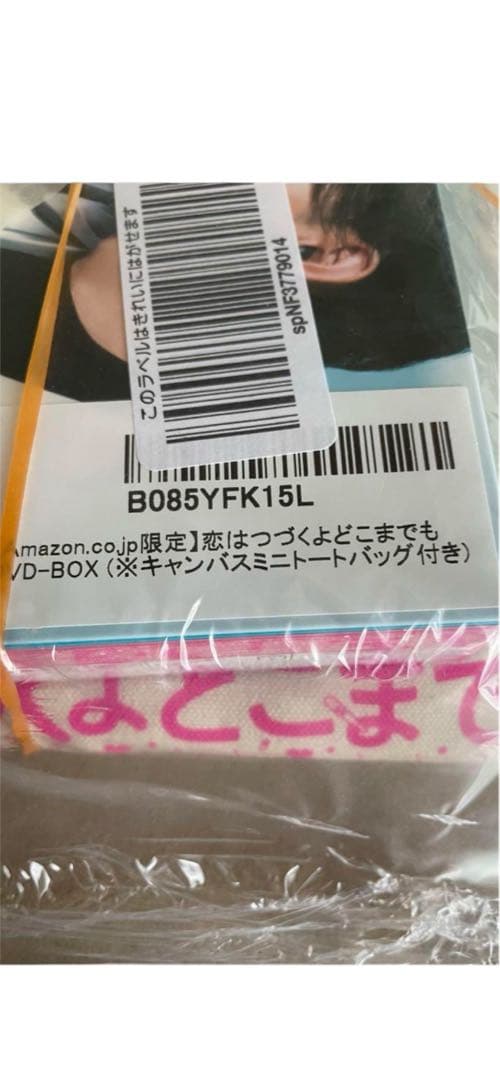 このラベルはきれいにはがせます
spNF3779014
B085YFK15L
Amazon.co.jp限定】恋はつづくよどこまでも
VD-BOX (※キャンバスミニトートバッグ付き)
よどこまで